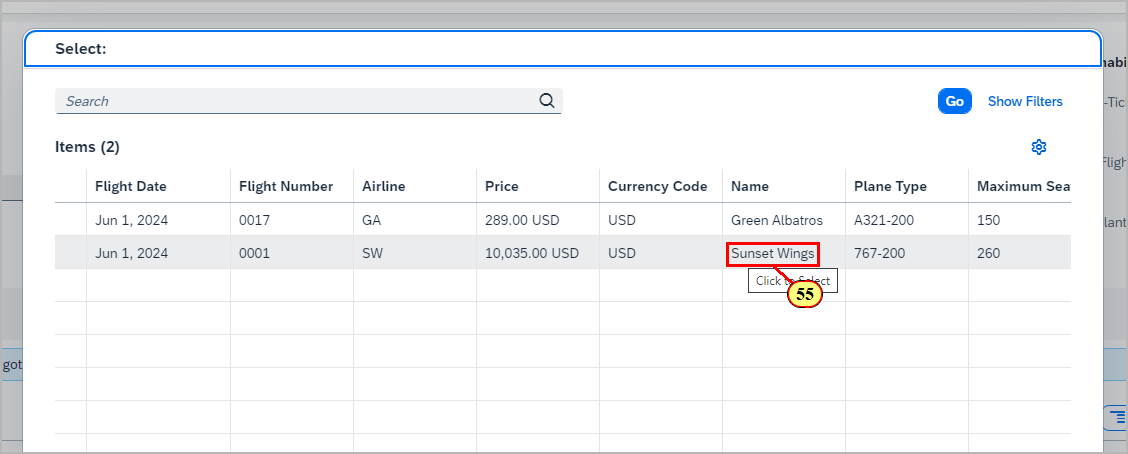 Select:
Search
Go
Show Filters
Items (2)
Flight Date Flight Number Airline Price Currency Code Name Plane Type Maximum Sea
Jun 1, 2024 0017 GA 289.00 USD USD Green Albatros A321-200 150
Jun 1, 2024 0001 SW 10,035.00 USD USD Sunset Wings 767-200 260
Click to Select
55
habi
-Tic
Flight
lant
got